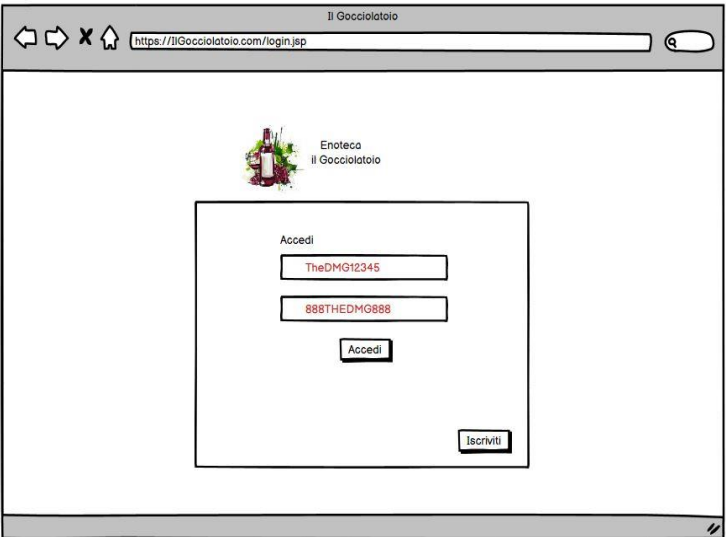 Il Gocciolatoio
https://IlGocciolatoio.com/login.jsp
Enoteca
il Gocciolatoio
Accedi
TheDMG12345
888THEDMG888
Accedi
Iscriviti